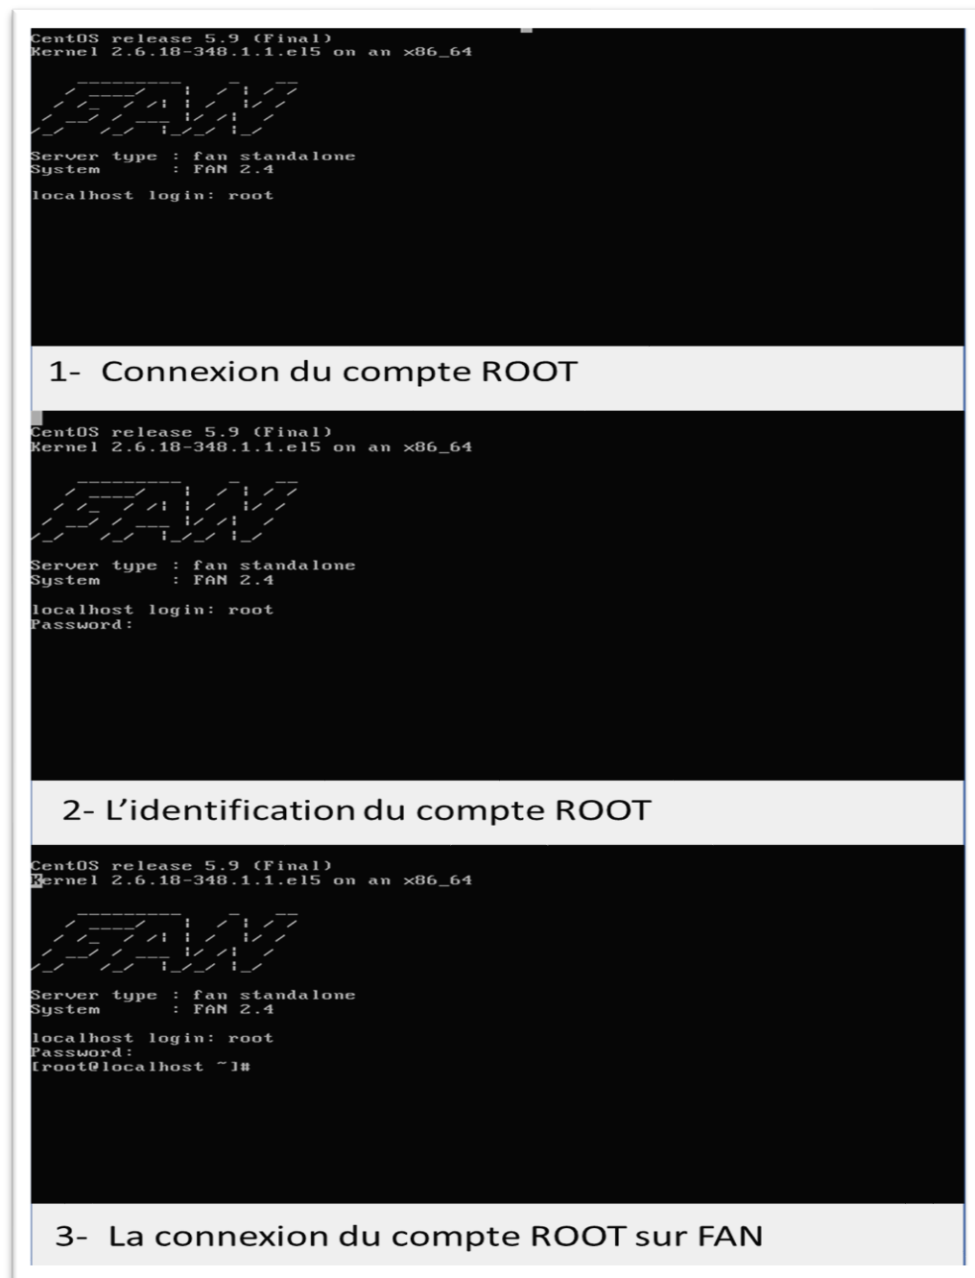 CentOS release 5.9 (Final)
Kernel 2.6.18-348.1.1.el5 on an x86_64
FAN
Server type : fan standalone
System : FAN 2.4
localhost login: root
1- Connexion du compte ROOT
CentOS release 5.9 (Final)
Kernel 2.6.18-348.1.1.el5 on an x86_64
FAN
Server type : fan standalone
System : FAN 2.4
localhost login: root
Password:
2- L'identification du compte ROOT
CentOS release 5.9 (Final)
Kernel 2.6.18-348.1.1.el5 on an x86_64
FAN
Server type : fan standalone
System : FAN 2.4
localhost login: root
Password:
[root@localhost ~]#
3- La connexion du compte ROOT sur FAN